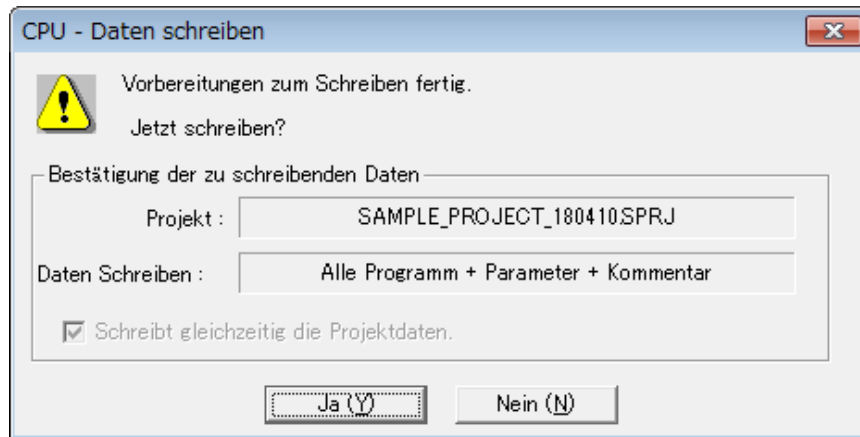 CPU - Daten schreiben
Vorbereitungen zum Schreiben fertig.
Jetzt schreiben?
Bestätigung der zu schreibenden Daten
Projekt : SAMPLE_PROJECT_180410.SPRJ
Daten Schreiben : Alle Programm + Parameter + Kommentar
Schreibt gleichzeitig die Projektdaten.
Ja (Y) Nein (N)